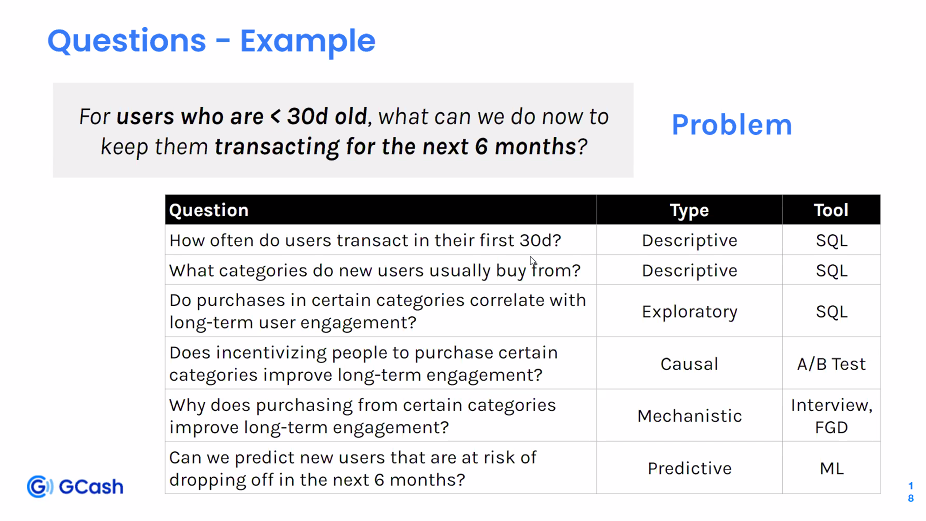 Questions - Example
For users who are < 30d old, what can we do now to
keep them transacting for the next 6 months?
Problem
Question Type Tool
How often do users transact in their first 30d? Descriptive SQL
What categories do new users usually buy from? Descriptive SQL
Do purchases in certain categories correlate with
long-term user engagement? Exploratory SQL
Does incentivizing people to purchase certain
categories improve long-term engagement? Causal A/B Test
Why does purchasing from certain categories
improve long-term engagement? Mechanistic Interview,
FGD
Can we predict new users that are at risk of
dropping off in the next 6 months? Predictive ML
GCash
1
8